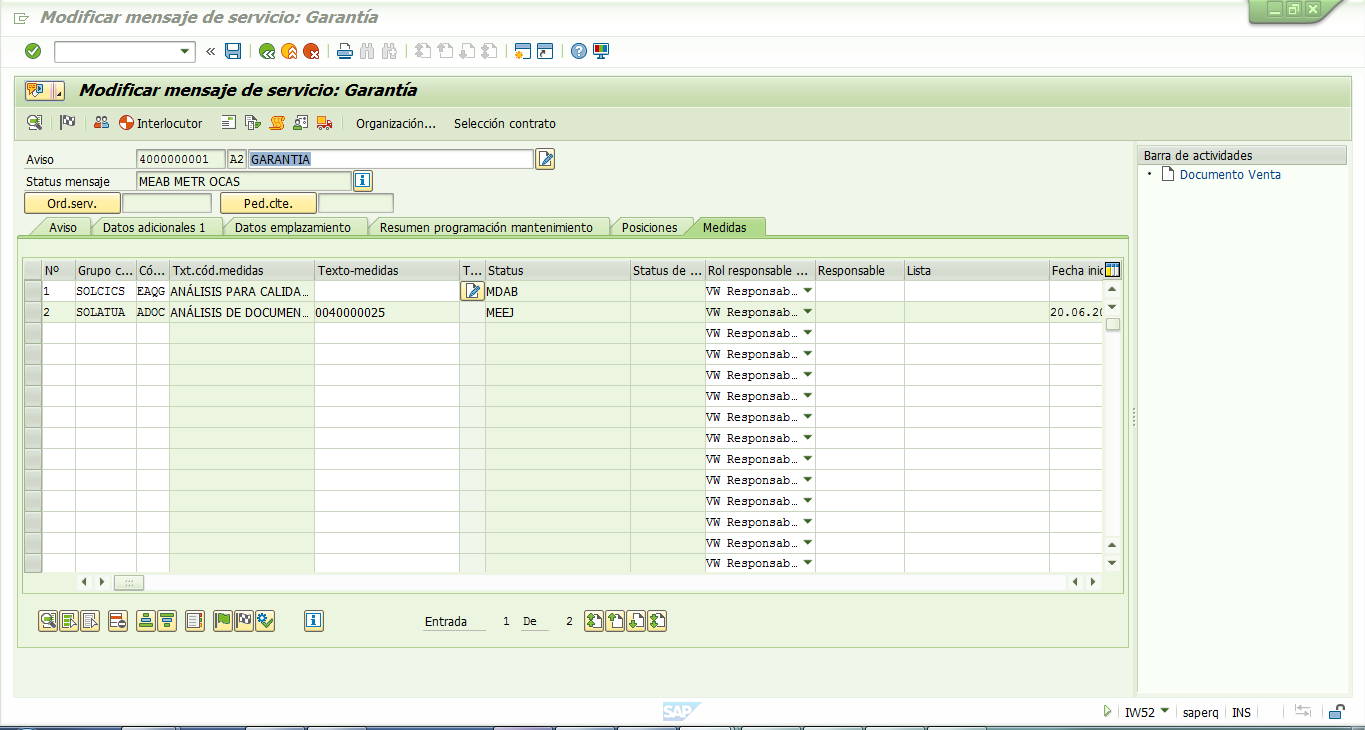 Modificar mensaje de servicio: Garantía
Modificar mensaje de servicio: Garantía
Interlocutor Organización... Selección contrato
Aviso 4000000001 A2 GARANTIA
Status mensaje MEAB METR OCAS
Ord.serv. Ped.clte.
Aviso Datos adicionales 1 Datos emplazamiento Resumen programación mantenimiento Posiciones Medidas
Nº Grupo c... Có... Txt.cód.medidas Texto-medidas T... Status Status de ... Rol responsable ... Responsable Lista Fecha inic
1 SOLCICS EAQG ANÁLISIS PARA CALIDA… MDAB VW Responsab…
2 SOLATUA ADOC ANÁLISIS DE DOCUMEN… 0040000025 MEEJ VW Responsab… 20.06.20
VW Responsab…
VW Responsab…
VW Responsab…
VW Responsab…
VW Responsab…
VW Responsab…
VW Responsab…
VW Responsab…
VW Responsab…
VW Responsab…
VW Responsab…
VW Responsab…
Entrada 1 De 2
Barra de actividades
• Documento Venta
SAP
IW52 saperq INS